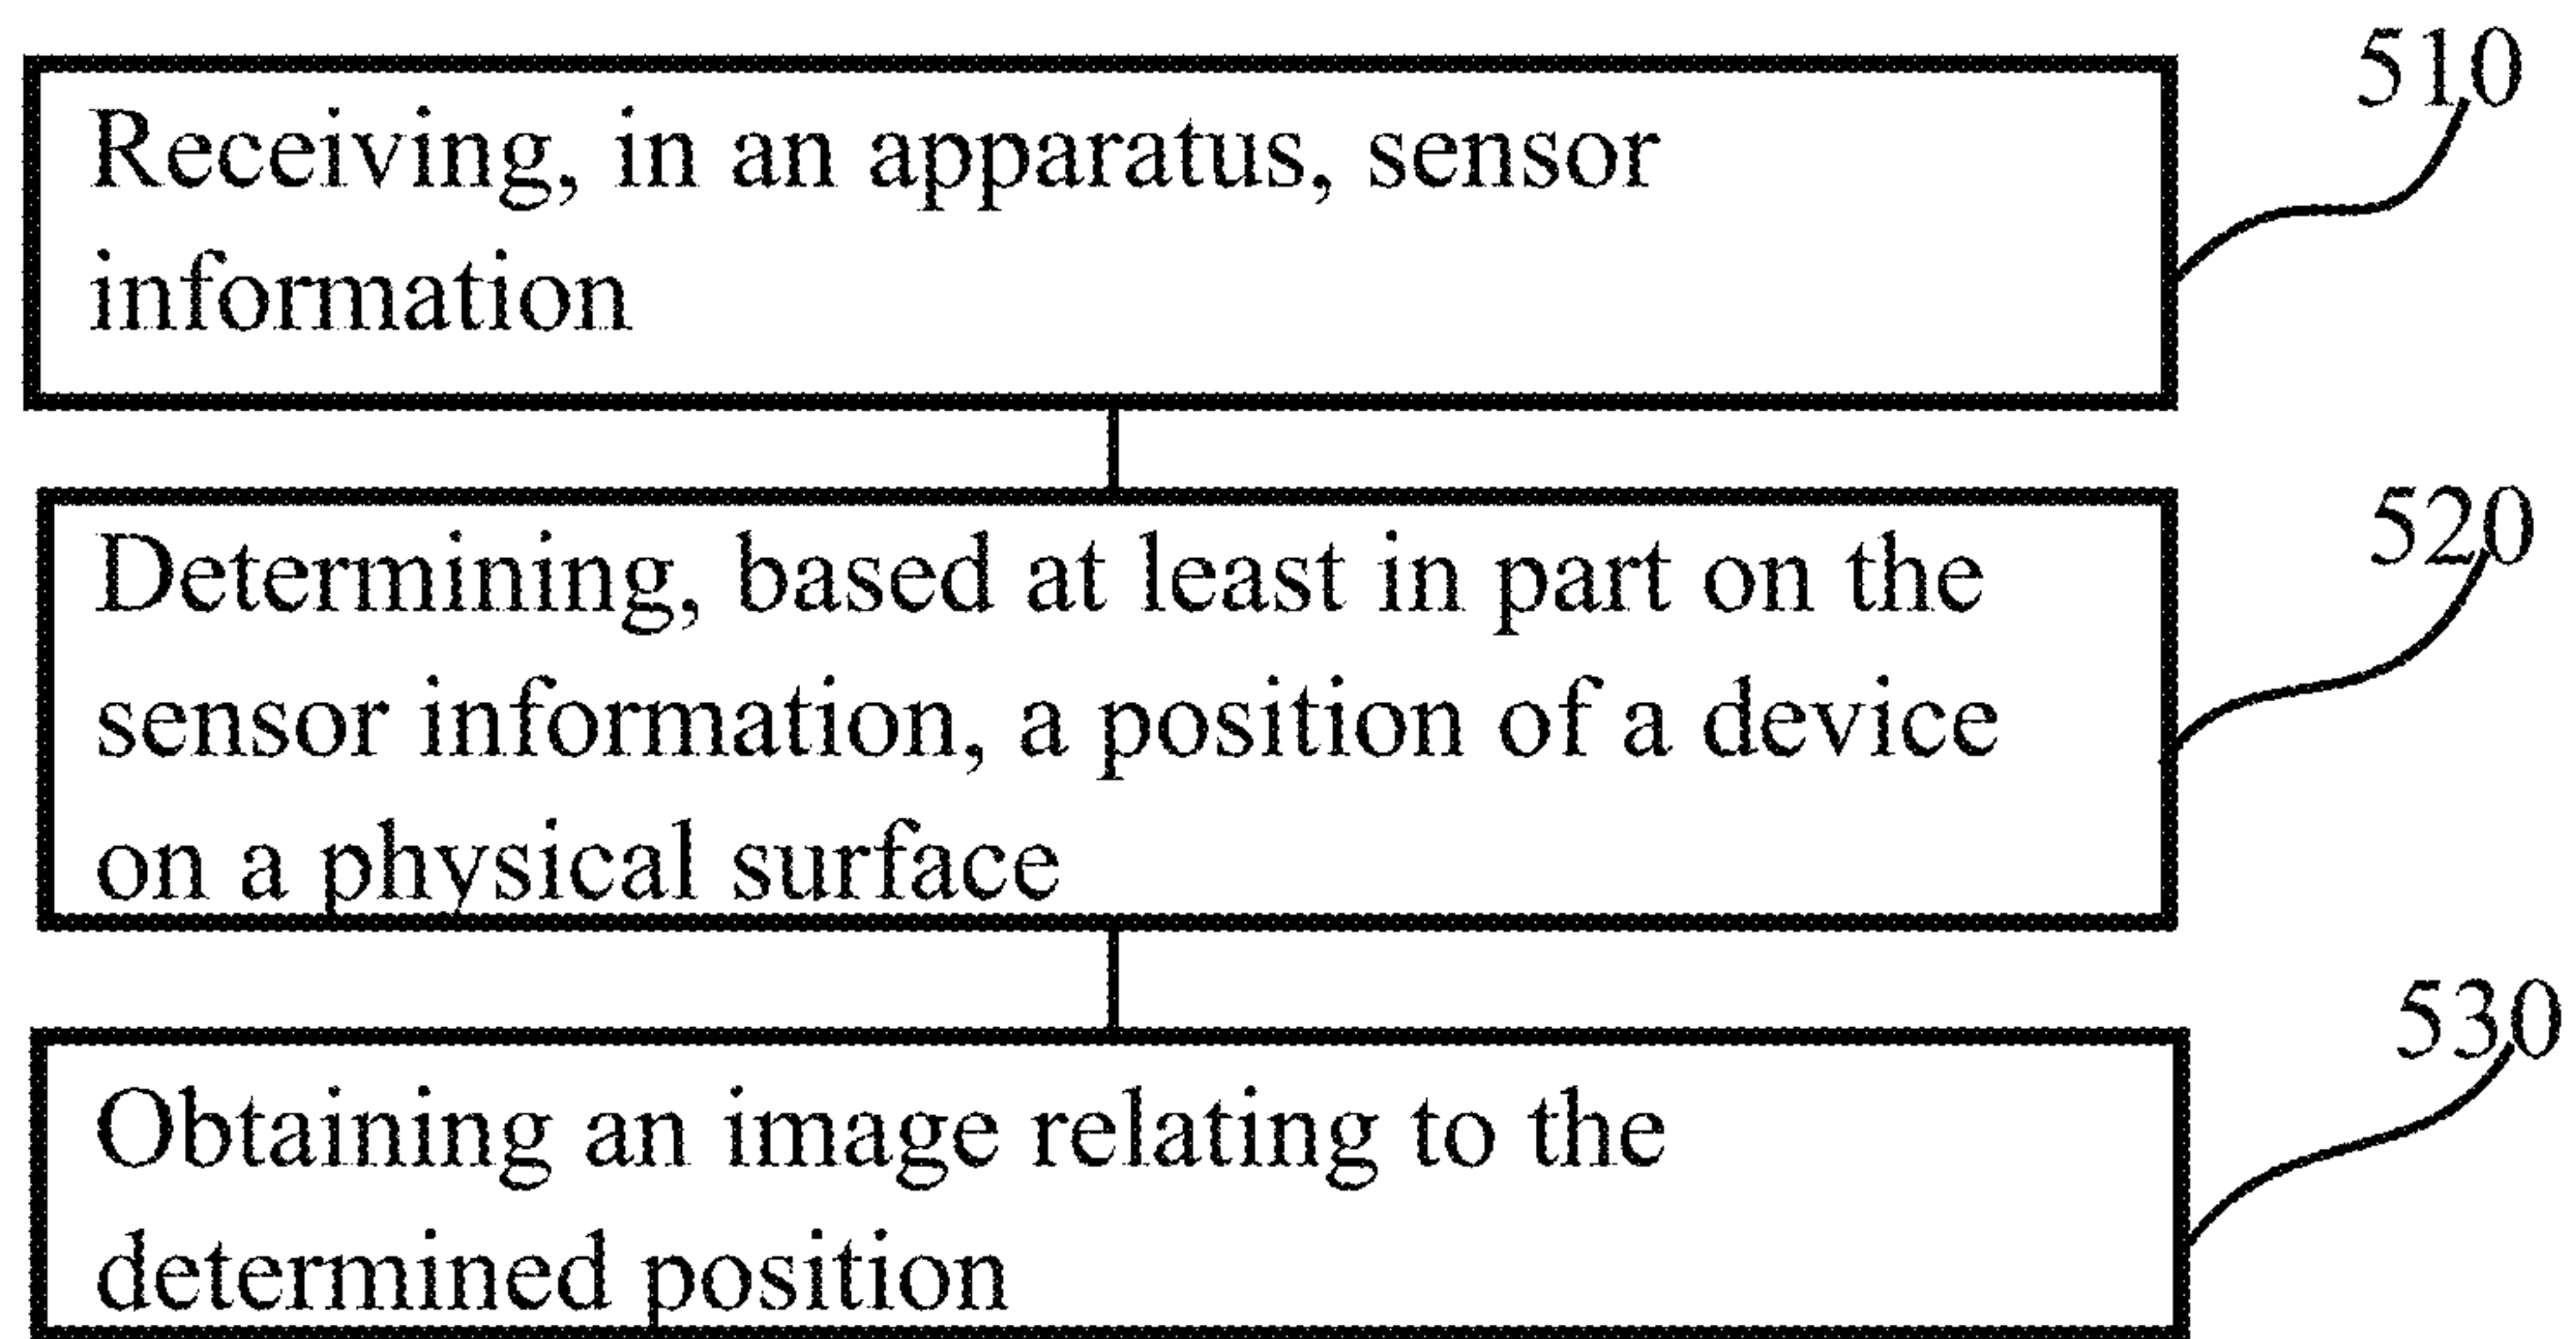 510
Receiving, in an apparatus, sensor
information
520
Determining, based at least in part on the
sensor information, a position of a device
on a physical surface
530
Obtaining an image relating to the
determined position